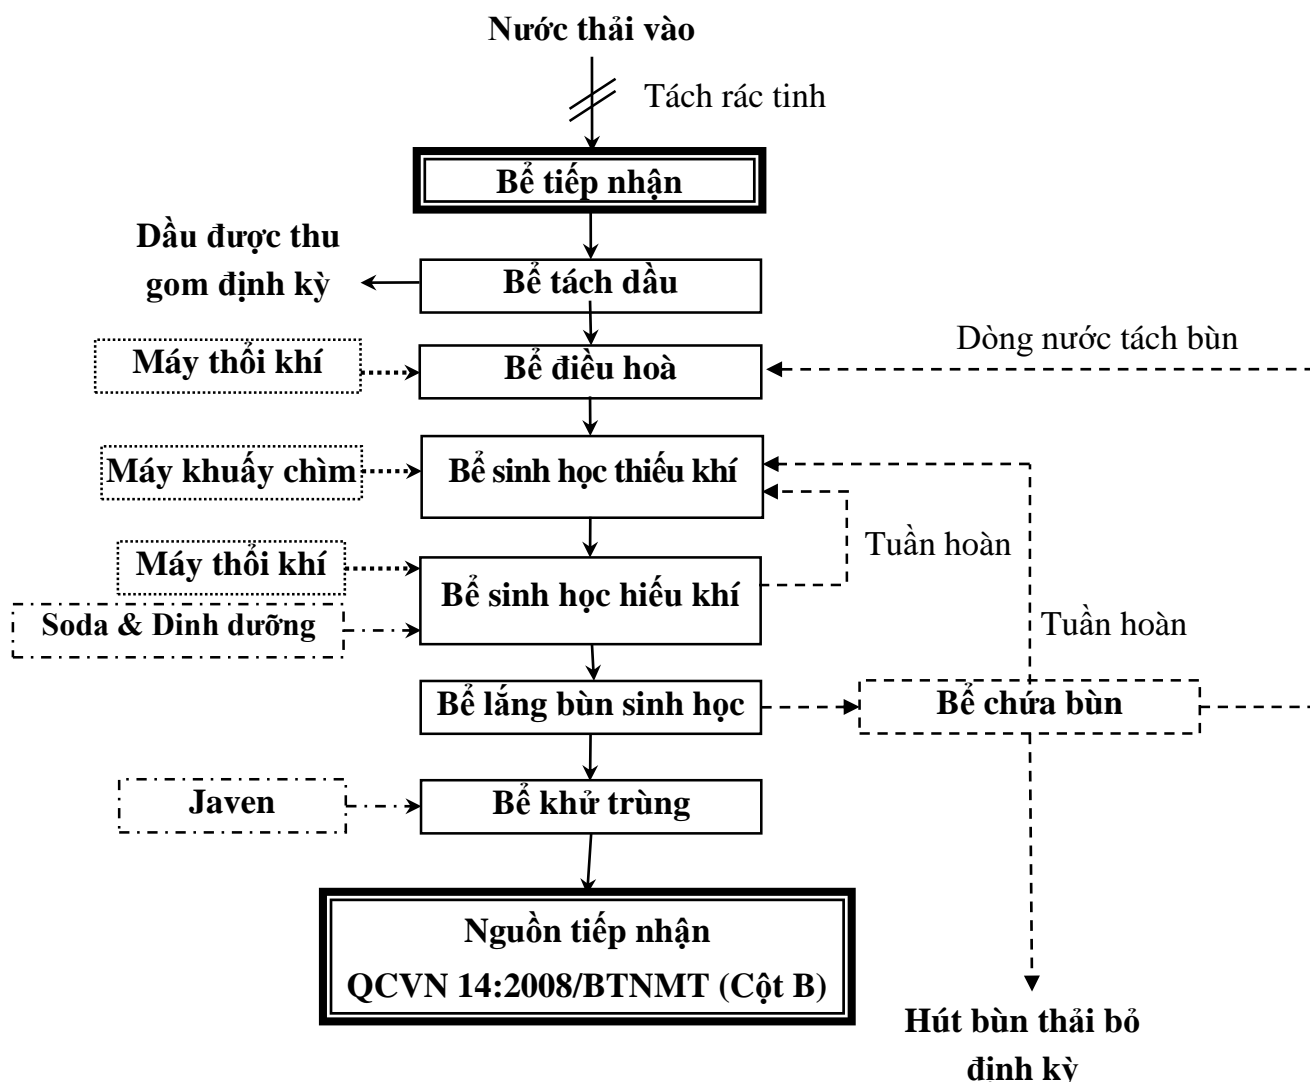 Nước thải vào
Tách rác tinh
Bể tiếp nhận
Dầu được thu
gom định kỳ
Bể tách dầu
Dòng nước tách bùn
Máy thổi khí
Bể điều hoà
Máy khuấy chìm
Bể sinh học thiếu khí
Tuần hoàn
Máy thổi khí
Bể sinh học hiếu khí
Soda & Dinh dưỡng
Tuần hoàn
Bể lắng bùn sinh học
Bể chứa bùn
Javen
Bể khử trùng
Nguồn tiếp nhận
QCVN 14:2008/BTNMT (Cột B)
Hút bùn thải bỏ
định kỳ